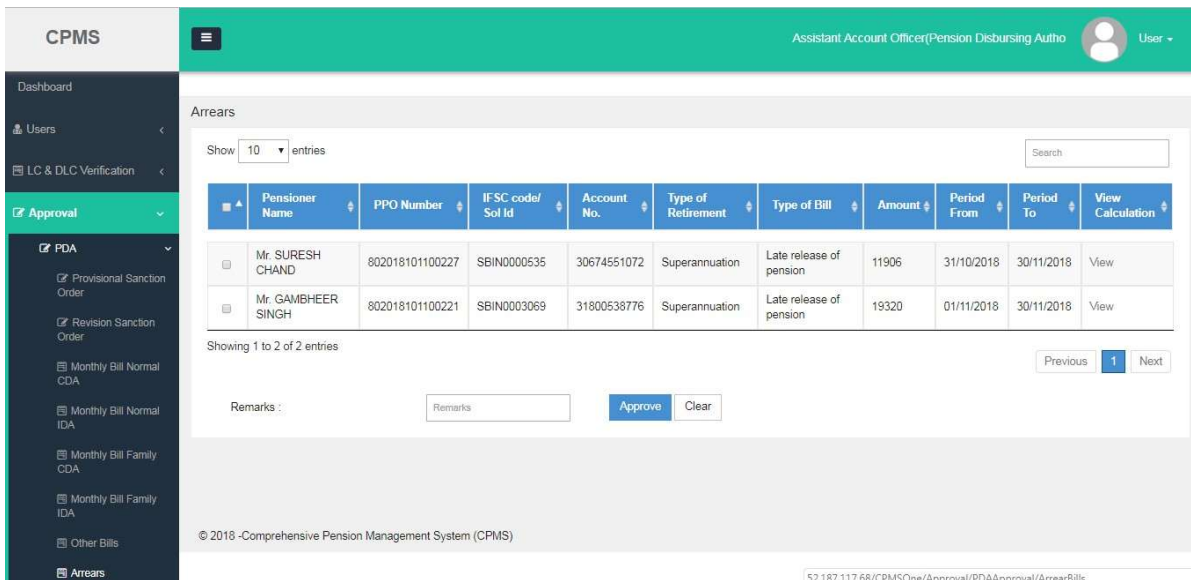 CPMS
Assistant Account Officer(Pension Disbursing Autho
User
Dashboard
Users
LC & DLC Verification
Approval
PDA
Provisional Sanction
Order
Revision Sanction
Order
Monthly Bill Normal
CDA
Monthly Bill Normal
IDA
Monthly Bill Family
CDA
Monthly Bill Family
IDA
Other Bills
Arrears
Arrears
Show 10 entries
Search
Pensioner Name PPO Number IFSC code/ Sol Id Account No. Type of Retirement Type of Bill Amount Period From Period To View Calculation
Mr. SURESH CHAND 802018101100227 SBIN0000535 30674551072 Superannuation Late release of pension 11906 31/10/2018 30/11/2018 View
Mr. GAMBHEER SINGH 802018101100221 SBIN0003069 31800538776 Superannuation Late release of pension 19320 01/11/2018 30/11/2018 View
Showing 1 to 2 of 2 entries
Previous 1 Next
Remarks : Remarks Approve Clear
© 2018 -Comprehensive Pension Management System (CPMS)
52.187.117.68/CPMSOne/Approval/PDAApproval/ArrearBills